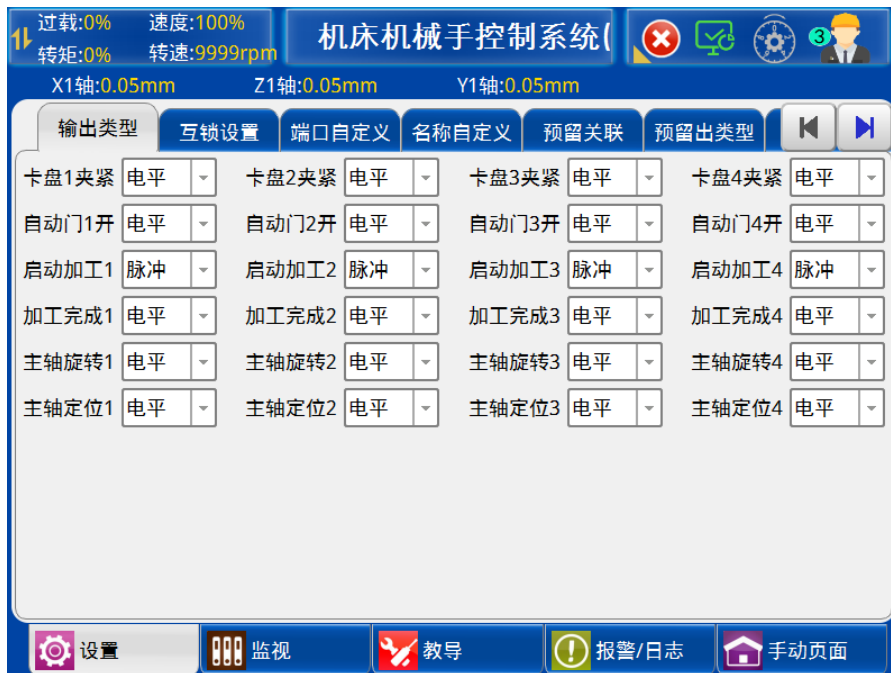 过载:0% 速度:100%
机床机械手控制系统(
3
转矩:0% 转速:9999rpm
X1轴:0.05mm Z1轴:0.05mm Y1轴:0.05mm
输出类型 互锁设置 端口自定义 名称自定义 预留关联 预留出类型
卡盘1夹紧 电平 卡盘2夹紧 电平 卡盘3夹紧 电平 卡盘4夹紧 电平
自动门1开 电平 自动门2开 电平 自动门3开 电平 自动门4开 电平
启动加工1 脉冲 启动加工2 脉冲 启动加工3 脉冲 启动加工4 脉冲
加工完成1 电平 加工完成2 电平 加工完成3 电平 加工完成4 电平
主轴旋转1 电平 主轴旋转2 电平 主轴旋转3 电平 主轴旋转4 电平
主轴定位1 电平 主轴定位2 电平 主轴定位3 电平 主轴定位4 电平
设置 监视 教导 报警/日志 手动页面